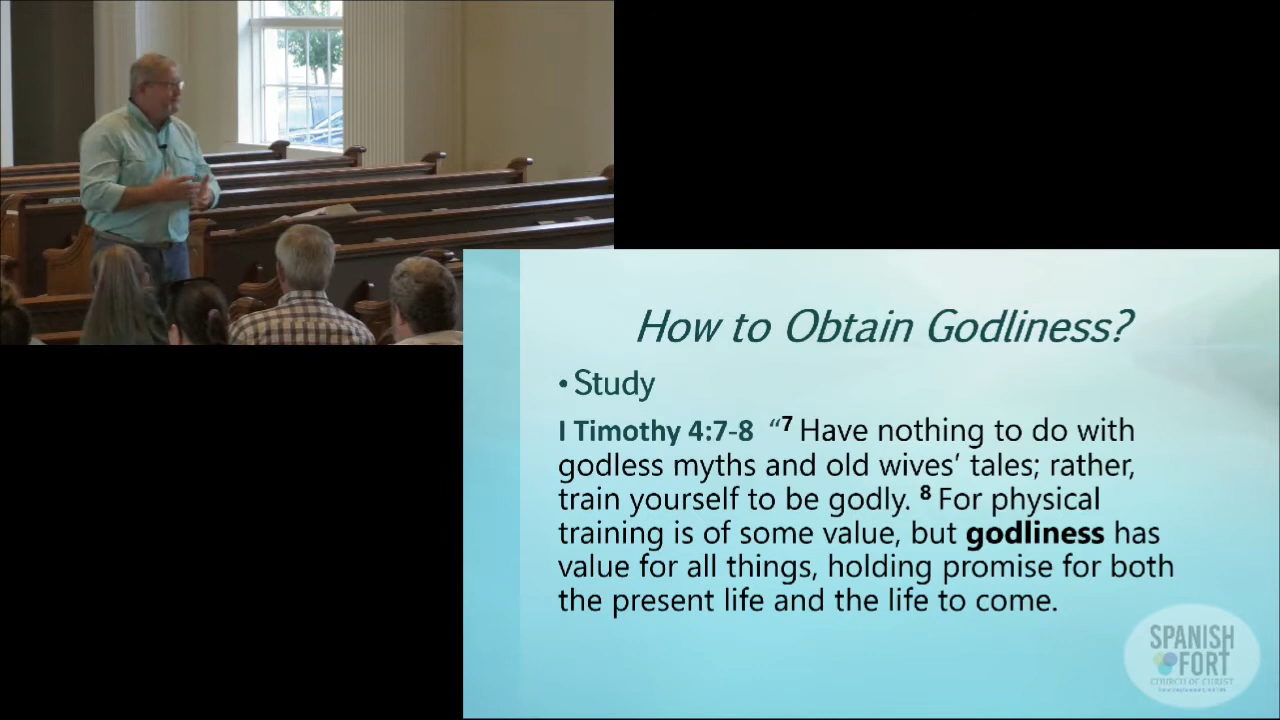 How to Obtain Godliness?
• Study
I Timothy 4:7-8 “7 Have nothing to do with
godless myths and old wives’ tales; rather,
train yourself to be godly. 8 For physical
training is of some value, but godliness has
value for all things, holding promise for both
the present life and the life to come.
SPANISH
FORT
CHURCH OF CHRIST